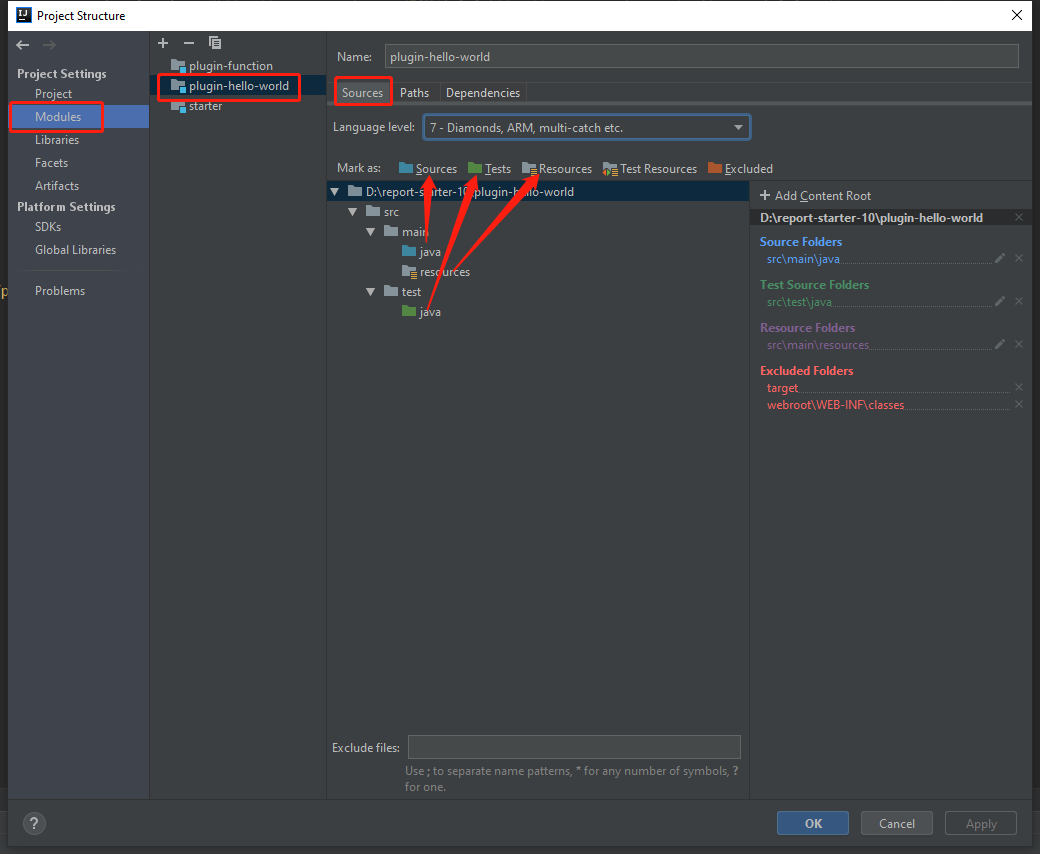 Project Structure
Project Settings
Project
Modules
Libraries
Facets
Artifacts
Platform Settings
SDKs
Global Libraries
Problems
plugin-function
plugin-hello-world
starter
Name: plugin-hello-world
Sources Paths Dependencies
Language level: 7 - Diamonds, ARM, multi-catch etc.
Mark as: Sources Tests Resources Test Resources Excluded
D:\report-starter-10\plugin-hello-world
src
main
java
resources
test
java
Exclude files:
Use ; to separate name patterns, * for any number of symbols, ?
for one.
+ Add Content Root
D:\report-starter-10\plugin-hello-world
Source Folders
src\main\java
Test Source Folders
src\test\java
Resource Folders
src\main\resources
Excluded Folders
target
webroot\WEB-INF\classes
?
OK Cancel Apply